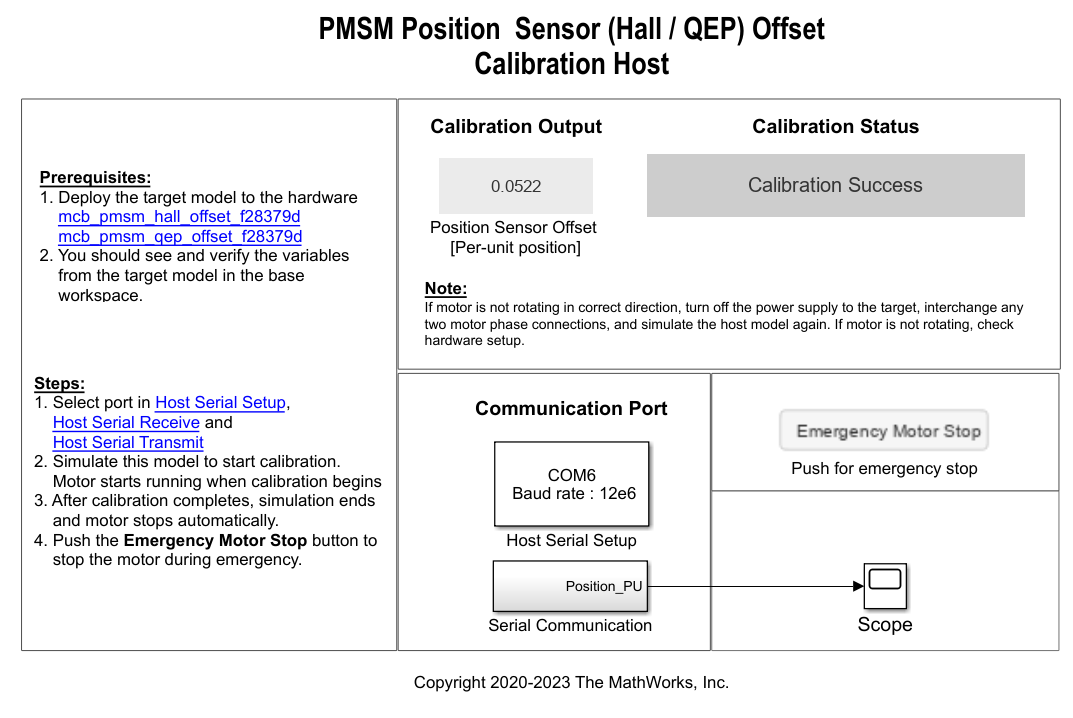 PMSM Position  Sensor (Hall / QEP) Offset
Calibration Host
Prerequisites:
1. Deploy the target model to the hardware
mcb_pmsm_hall_offset_f28379d
mcb_pmsm_qep_offset_f28379d
2. You should see and verify the variables
from the target model in the base
workspace.
Steps:
1. Select port in Host Serial Setup,
Host Serial Receive and
Host Serial Transmit
2. Simulate this model to start calibration.
Motor starts running when calibration begins
3. After calibration completes, simulation ends
and motor stops automatically.
4. Push the Emergency Motor Stop button to
stop the motor during emergency.
Calibration Output
0.0522
Position Sensor Offset
[Per-unit position]
Calibration Status
Calibration Success
Note:
If motor is not rotating in correct direction, turn off the power supply to the target, interchange any
two motor phase connections, and simulate the host model again. If motor is not rotating, check
hardware setup.
Communication Port
COM6
Baud rate : 12e6
Host Serial Setup
Position_PU
Serial Communication
Emergency Motor Stop
Push for emergency stop
Scope
Copyright 2020-2023 The MathWorks, Inc.